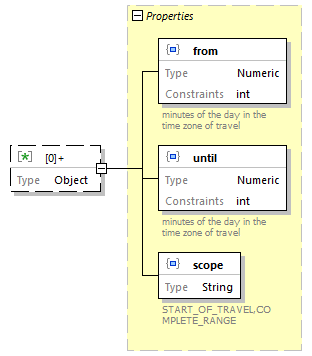 Properties
from
Type Numeric
Constraints int
minutes of the day in the
time zone of travel
[0]+
Type Object
until
Type Numeric
Constraints int
minutes of the day in the
time zone of travel
scope
Type String
START_OF_TRAVEL,CO
MPLETE_RANGE